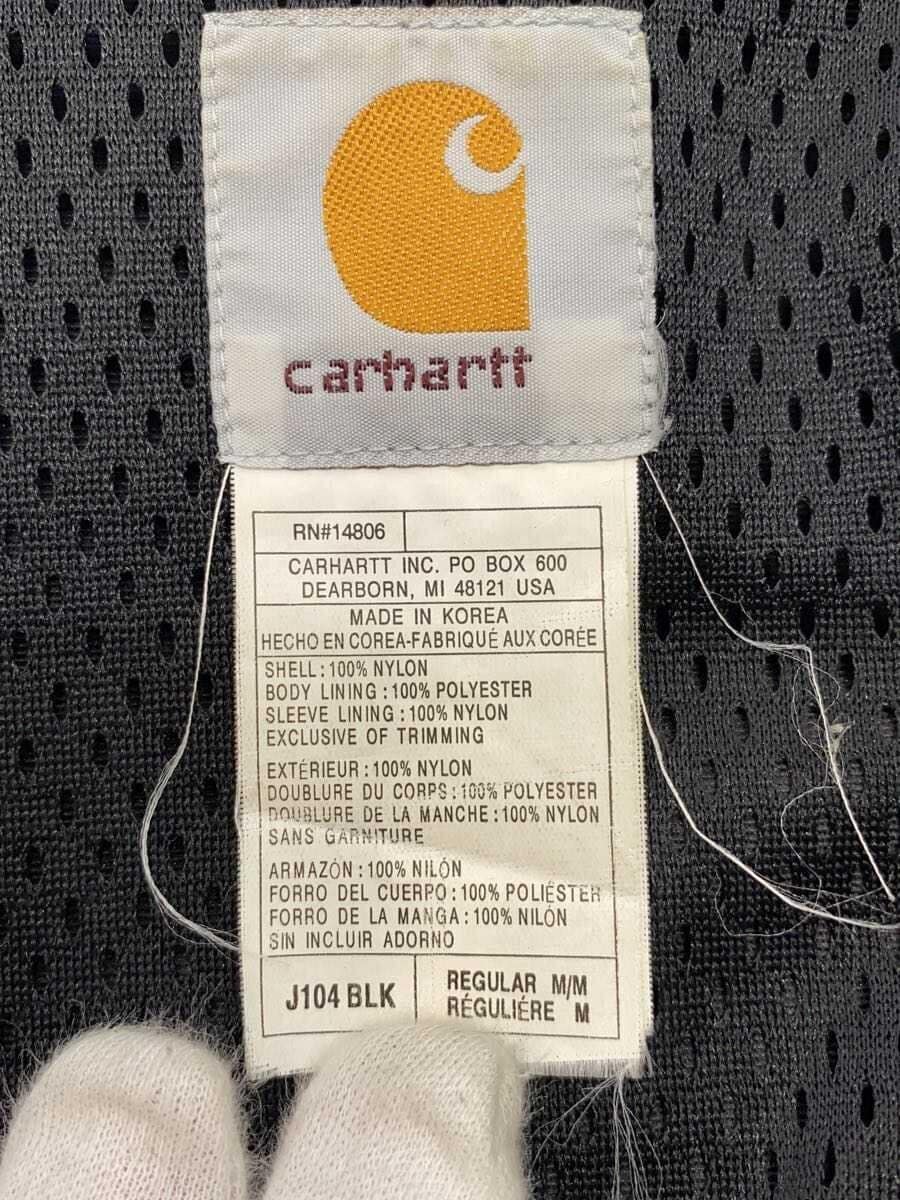 carhartt
RN#14806
CARHARTT INC. PO BOX 600
DEARBORN, MI 48121 USA
MADE IN KOREA
HECHO EN COREA-FABRIQUÉ AUX CORÉE
SHELL : 100% NYLON
BODY LINING : 100% POLYESTER
SLEEVE LINING : 100% NYLON
EXCLUSIVE OF TRIMMING
EXTÉRIEUR : 100% NYLON
DOUBLURE DU CORPS : 100% POLYESTER
DOUBLURE DE LA MANCHE : 100% NYLON
SANS GARNITURE
ARMAZÓN : 100% NILÓN
FORRO DEL CUERPO : 100% POLIÉSTER
FORRO DE LA MANGA : 100% NILÓN
SIN INCLUIR ADORNO
J104 BLK
REGULAR M/M
RÉGULIÉRE M